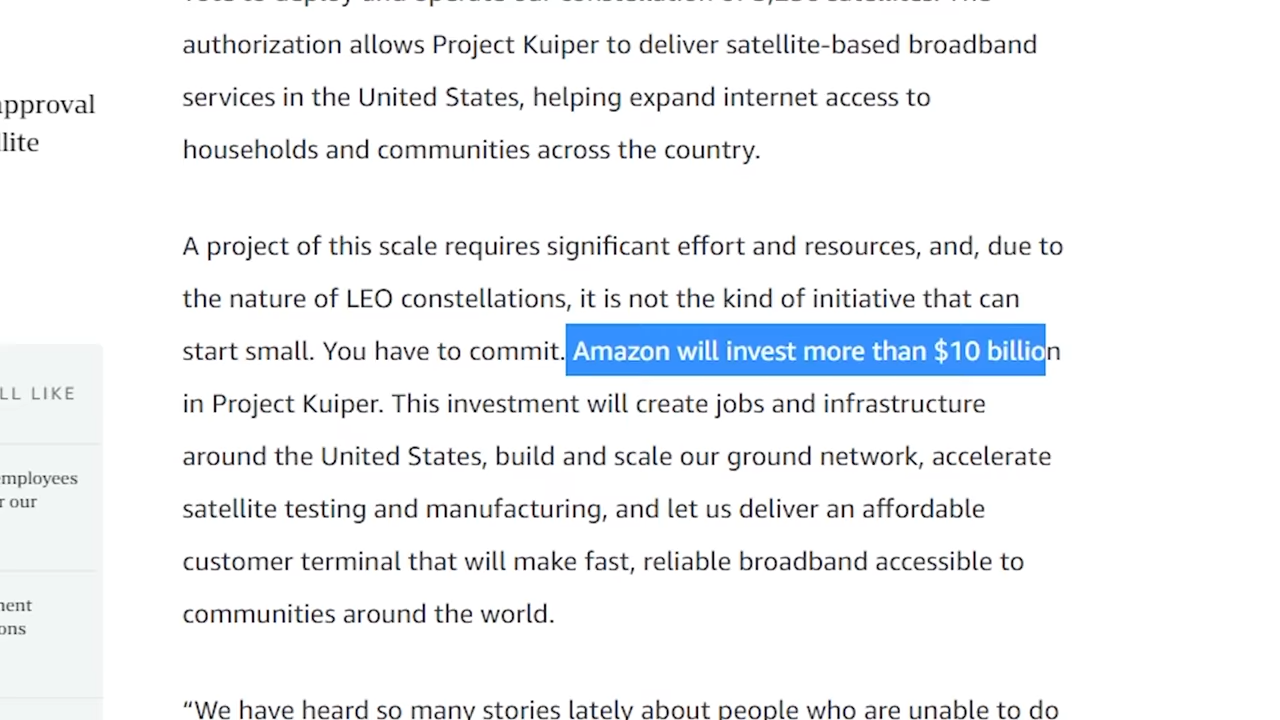 authorization allows Project Kuiper to deliver satellite-based broadband
services in the United States, helping expand internet access to
households and communities across the country.
A project of this scale requires significant effort and resources, and, due to
the nature of LEO constellations, it is not the kind of initiative that can
start small. You have to commit. Amazon will invest more than $10 billion
in Project Kuiper. This investment will create jobs and infrastructure
around the United States, build and scale our ground network, accelerate
satellite testing and manufacturing, and let us deliver an affordable
customer terminal that will make fast, reliable broadband accessible to
communities around the world.
“We have heard so many stories lately about people who are unable to do
approval
LL LIKE
employees
our